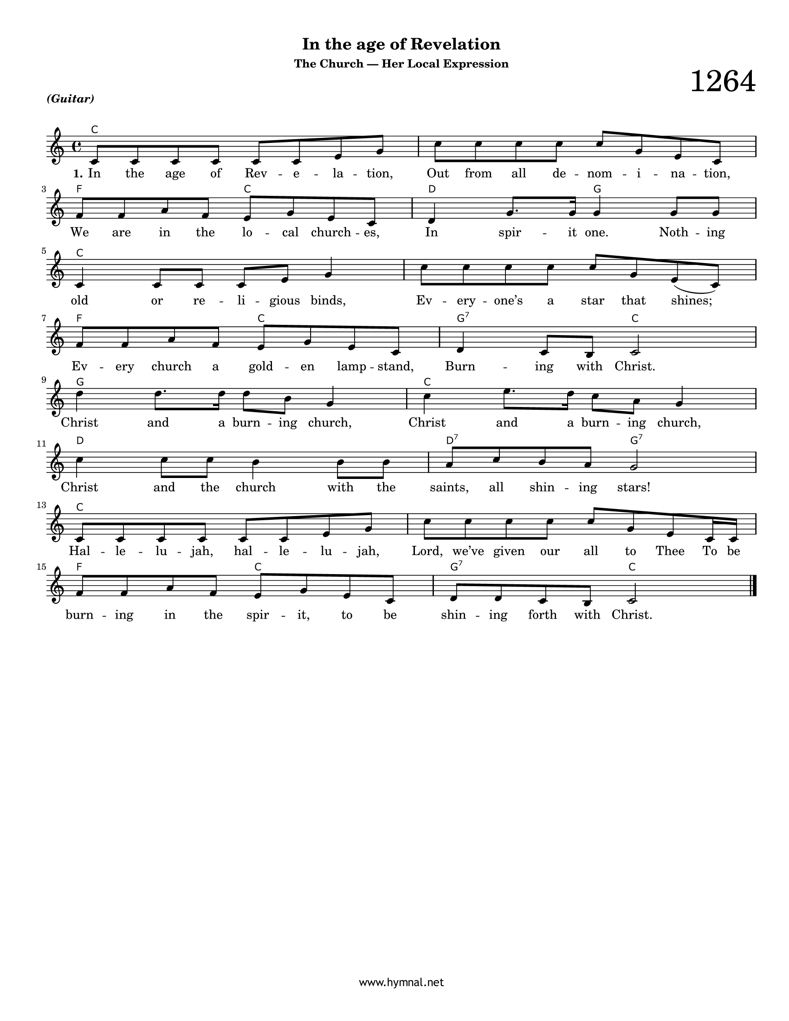 In the age of Revelation
The Church — Her Local Expression
1264
(Guitar)
C
1. In the age of Rev - e - la - tion, Out from all de - nom - i - na - tion,
3 F C D G
We are in the lo - cal church - es, In spir - it one. Noth - ing
5 C
old or re - li - gious binds, Ev - ery - one's a star that shines;
7 F C G7 C
Ev - ery church a gold - en lamp - stand, Burn - ing with Christ.
9 G C
Christ and a burn - ing church, Christ and a burn - ing church,
11 D D7 G7
Christ and the church with the saints, all shin - ing stars!
13 C
Hal - le - lu - jah, hal - le - lu - jah, Lord, we've given our all to Thee To be
15 F C G7 C
burn - ing in the spir - it, to be shin - ing forth with Christ.
www.hymnal.net